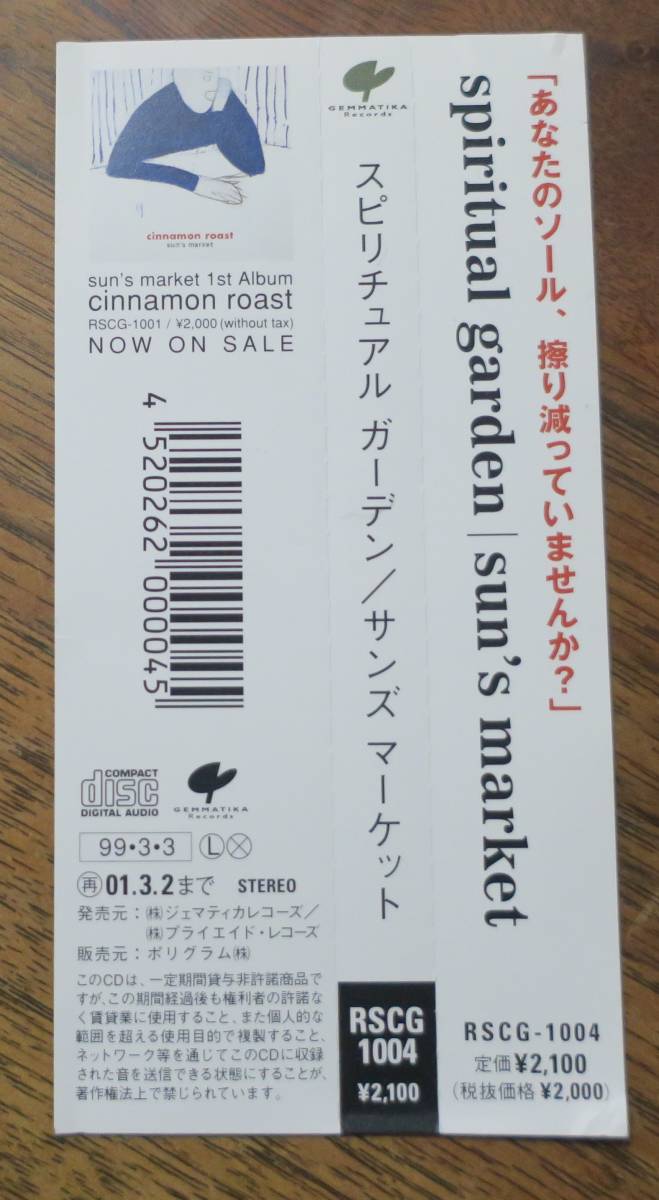 「あなたのソール、擦り減っていませんか?」
spiritual garden | sun's market
RSCG-1004
定価¥2,100
(税抜価格 ¥2,000)
GEMMATIKA
Records
スピリチュアル ガーデン/サンズ マーケット
RSCG
1004
¥2,100
cinnamon roast
sun's market
sun's market 1st Album
cinnamon roast
RSCG-1001 / ¥2,000 (without tax)
NOW ON SALE
4 520262 000045
COMPACT
disc
DIGITAL AUDIO
GEMMATIKA
Records
99・3・3 Ⓛ
再 01.3.2まで STEREO
発売元:㈱ジェマティカレコーズ/
㈱ブライエイド・レコーズ
販売元:ポリグラム㈱
このCDは、一定期間貸与非許諾商品で
すが、この期間経過後も権利者の許諾な
く賃貸業に使用すること、また個人的な
範囲を超える使用目的で複製すること、
ネットワーク等を通じてこのCDに収録
された音を送信できる状態にすることが、
著作権法上で禁じられています。